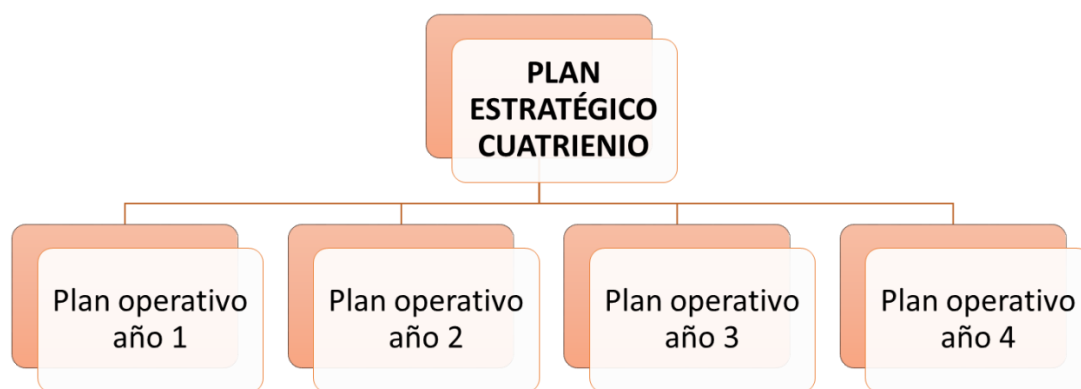 PLAN
ESTRATÉGICO
CUATRIENIO
Plan operativo
año 1
Plan operativo
año 2
Plan operativo
año 3
Plan operativo
año 4